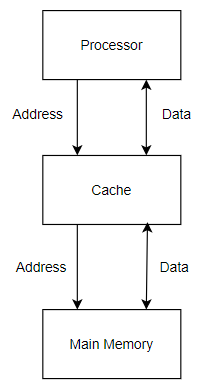 Processor
Address
Data
Cache
Address
Data
Main Memory